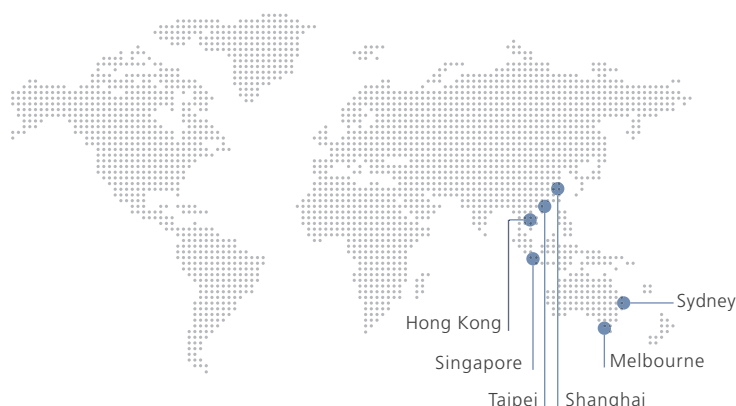 Sydney
Hong Kong
Melbourne
Singapore
Taipei
Shanghai